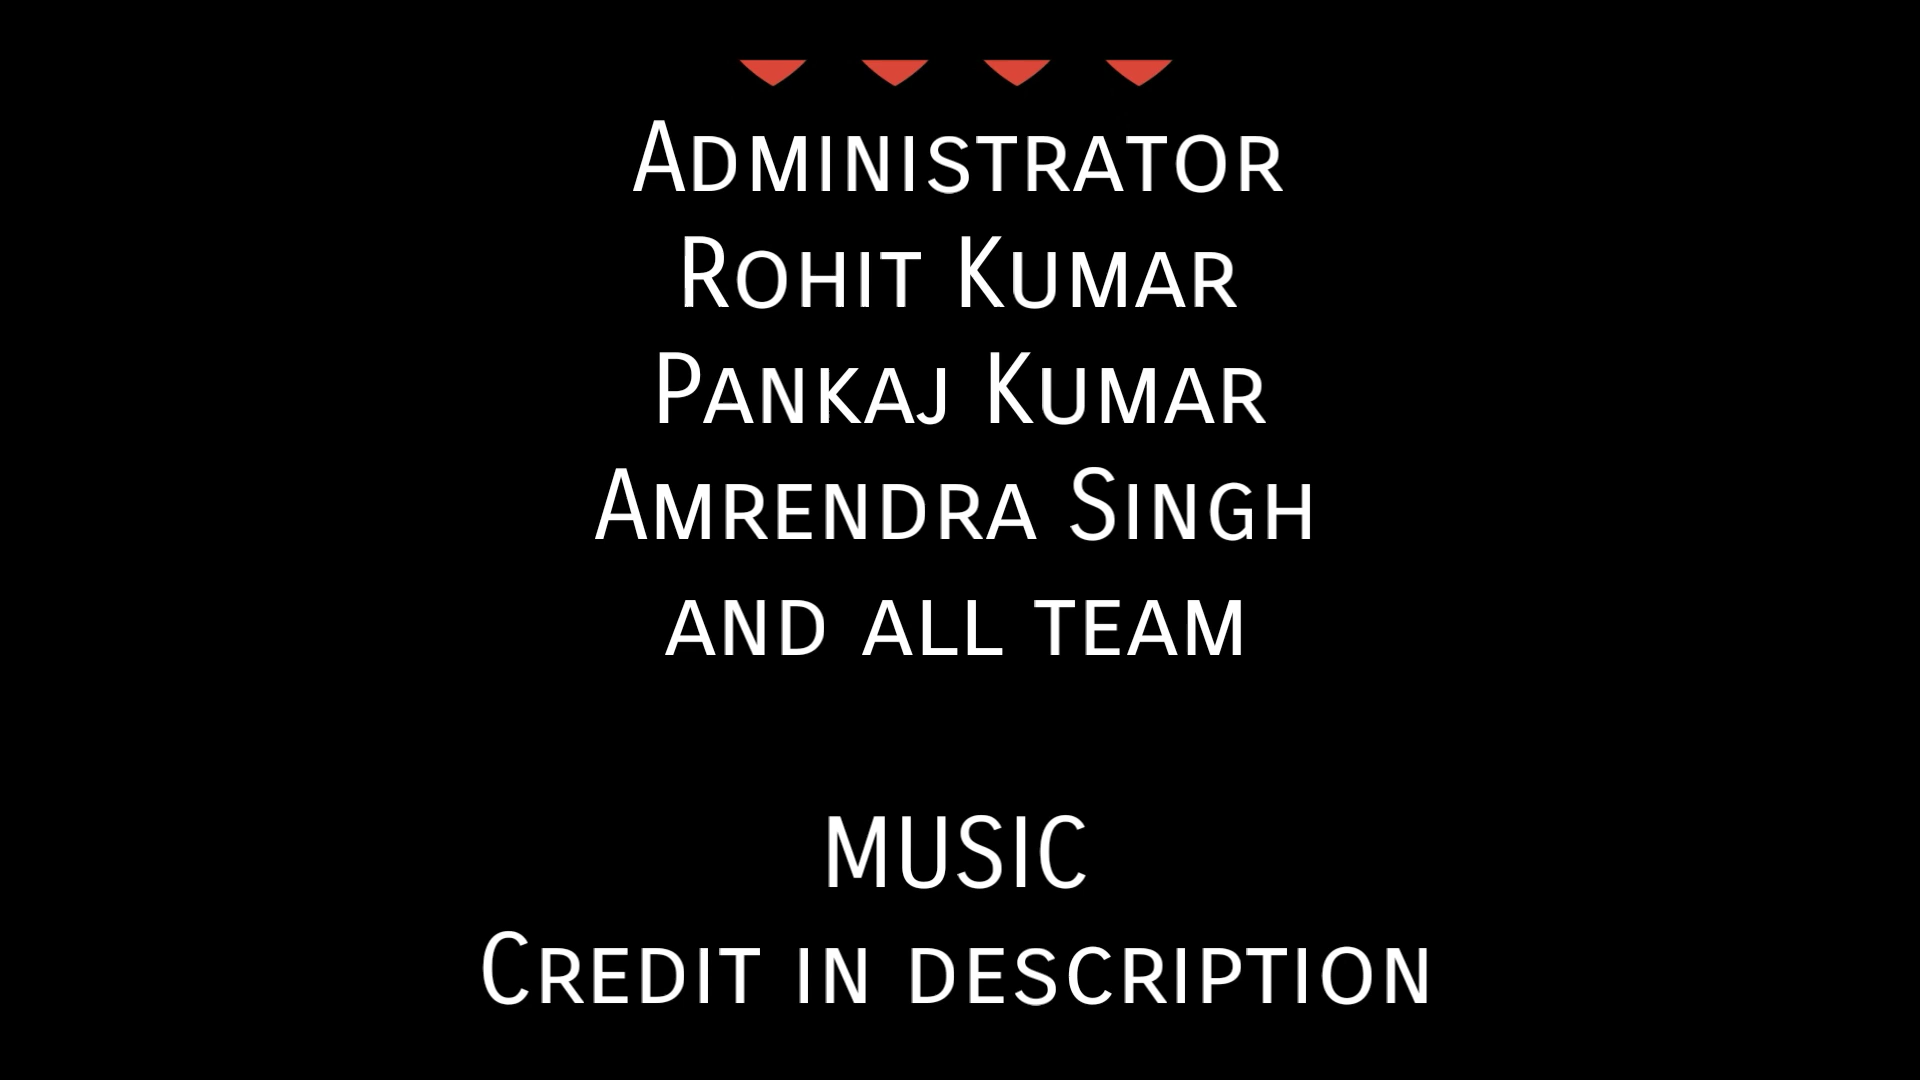 Administrator
Rohit Kumar
Pankaj Kumar
Amrendra Singh
and all team
MUSIC
Credit in description